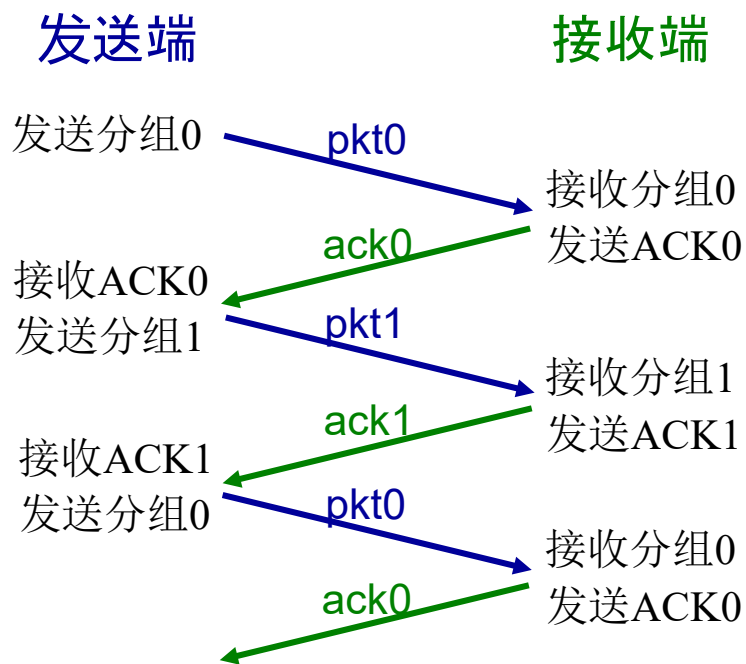 发送端
接收端
发送分组0
pkt0
接收分组0
发送ACK0
ack0
接收ACK0
发送分组1
pkt1
接收分组1
发送ACK1
ack1
接收ACK1
发送分组0
pkt0
接收分组0
发送ACK0
ack0